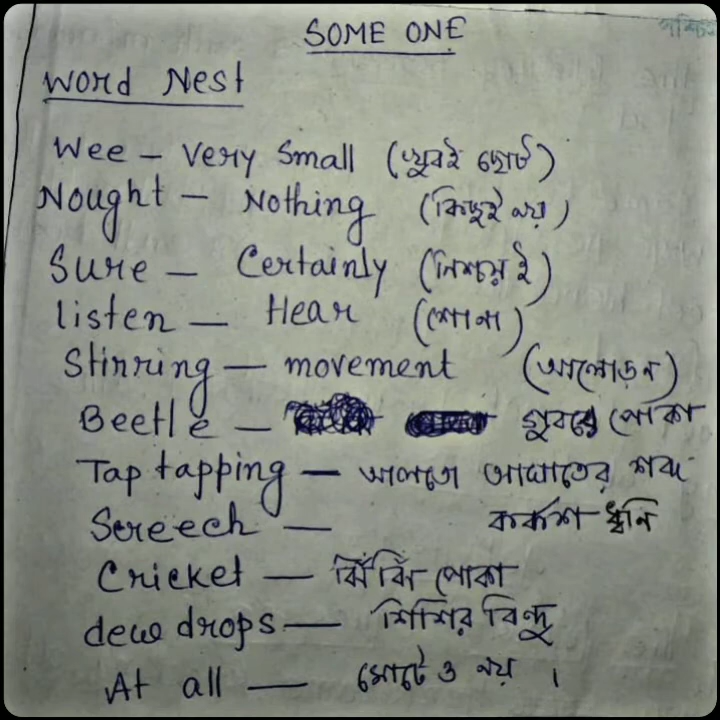 SOME ONE
Word Nest
Wee – Very Small (খুবই ছোট)
Nought – Nothing (কিছুই নয়)
Sure – Certainly (নিশ্চয়ই)
listen – Hear (শোনা)
Stirring – movement (আলোড়ন)
Beetle – গুবরে পোকা
Tap tapping – আলতো আঘাতের শব্দ
Screech – কর্কশ ধ্বনি
Cricket – ঝিঁঝিঁ পোকা
dew drops – শিশির বিন্দু
At all – মোটেও নয় ।